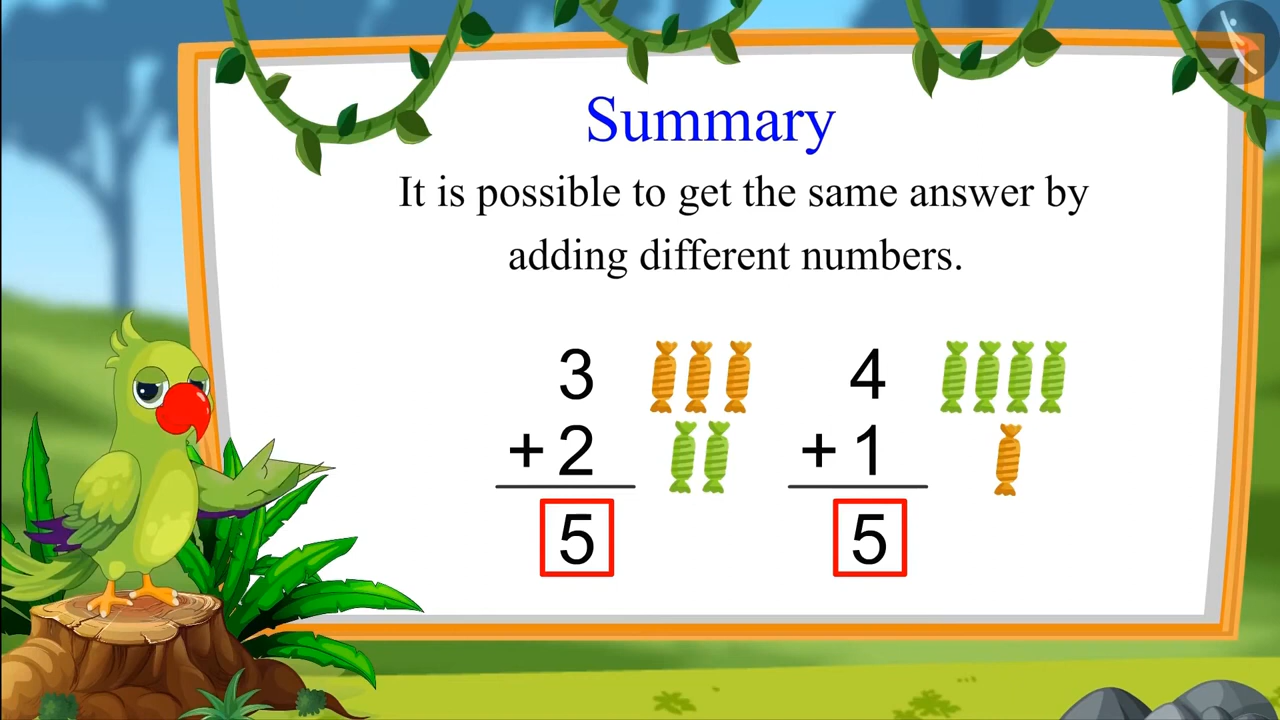 Summary
It is possible to get the same answer by
adding different numbers.
3 4
+ 2 + 1
5 5